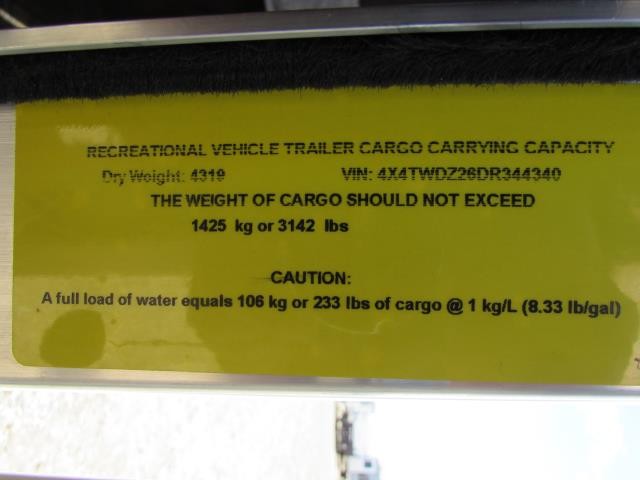 RECREATIONAL VEHICLE TRAILER CARGO CARRYING CAPACITY
Dry Weight: 4319 VIN: 4X4TWDZ26DR344340
THE WEIGHT OF CARGO SHOULD NOT EXCEED
1425 kg or 3142 lbs
CAUTION:
A full load of water equals 106 kg or 233 lbs of cargo @ 1 kg/L (8.33 lb/gal)